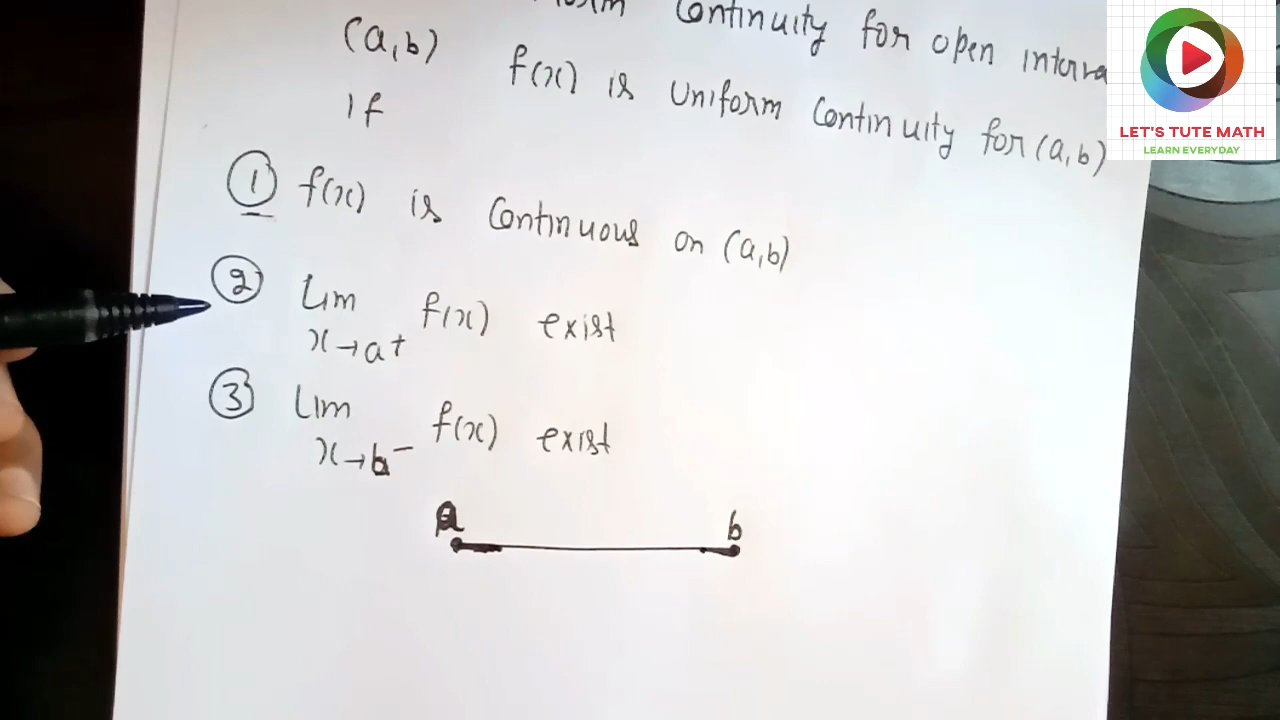 Continuity for open interva
(a,b) f(x) is Uniform Continuity for (a,b)
If
① f(x) is Continuous on (a,b)
② Lim f(x) exist
x→a+
③ Lim f(x) exist
x→b−
a b
LET'S TUTE MATH
LEARN EVERYDAY